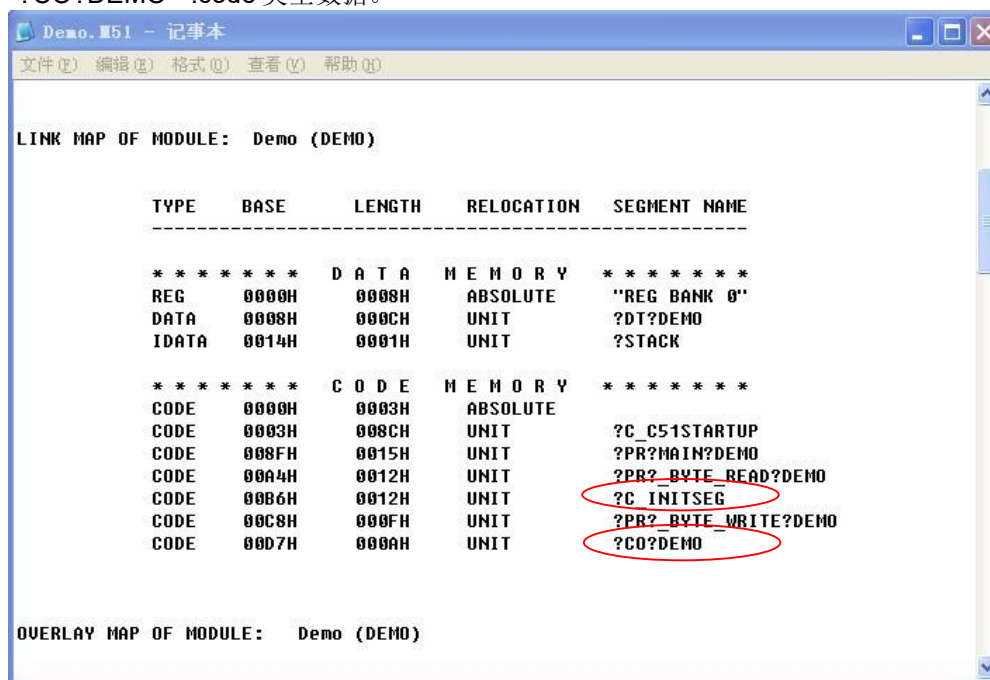 Demo.M51 - 记事本
文件(F) 编辑(E) 格式(O) 查看(V) 帮助(H)
LINK MAP OF MODULE: Demo (DEMO)
TYPE BASE LENGTH RELOCATION SEGMENT NAME
-----------------------------------------------------
* * * * * * * D A T A M E M O R Y * * * * * * *
REG 0000H 0008H ABSOLUTE "REG BANK 0"
DATA 0008H 000CH UNIT ?DT?DEMO
IDATA 0014H 0001H UNIT ?STACK
* * * * * * * C O D E M E M O R Y * * * * * * *
CODE 0000H 0003H ABSOLUTE
CODE 0003H 008CH UNIT ?C_C51STARTUP
CODE 008FH 0015H UNIT ?PR?MAIN?DEMO
CODE 00A4H 0012H UNIT ?PR?_BYTE_READ?DEMO
CODE 00B6H 0012H UNIT ?C_INITSEG
CODE 00C8H 000FH UNIT ?PR?_BYTE_WRITE?DEMO
CODE 00D7H 000AH UNIT ?CO?DEMO
OVERLAY MAP OF MODULE: Demo (DEMO)